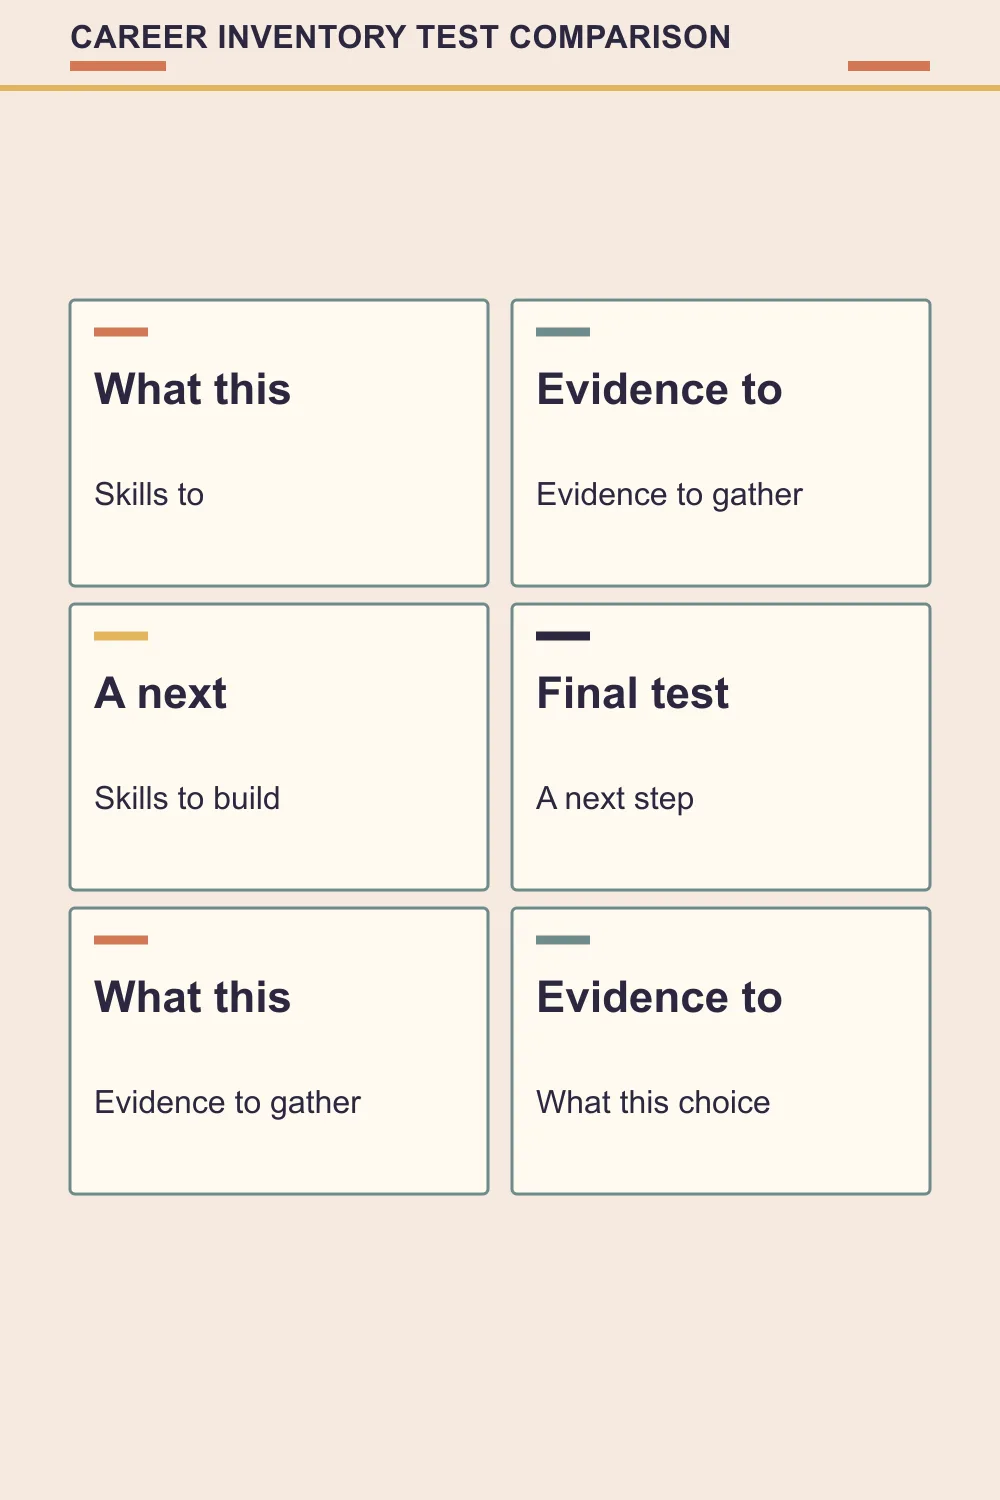 CAREER INVENTORY TEST COMPARISON
What this
Skills to
Evidence to
Evidence to gather
A next
Skills to build
Final test
A next step
What this
Evidence to gather
Evidence to
What this choice